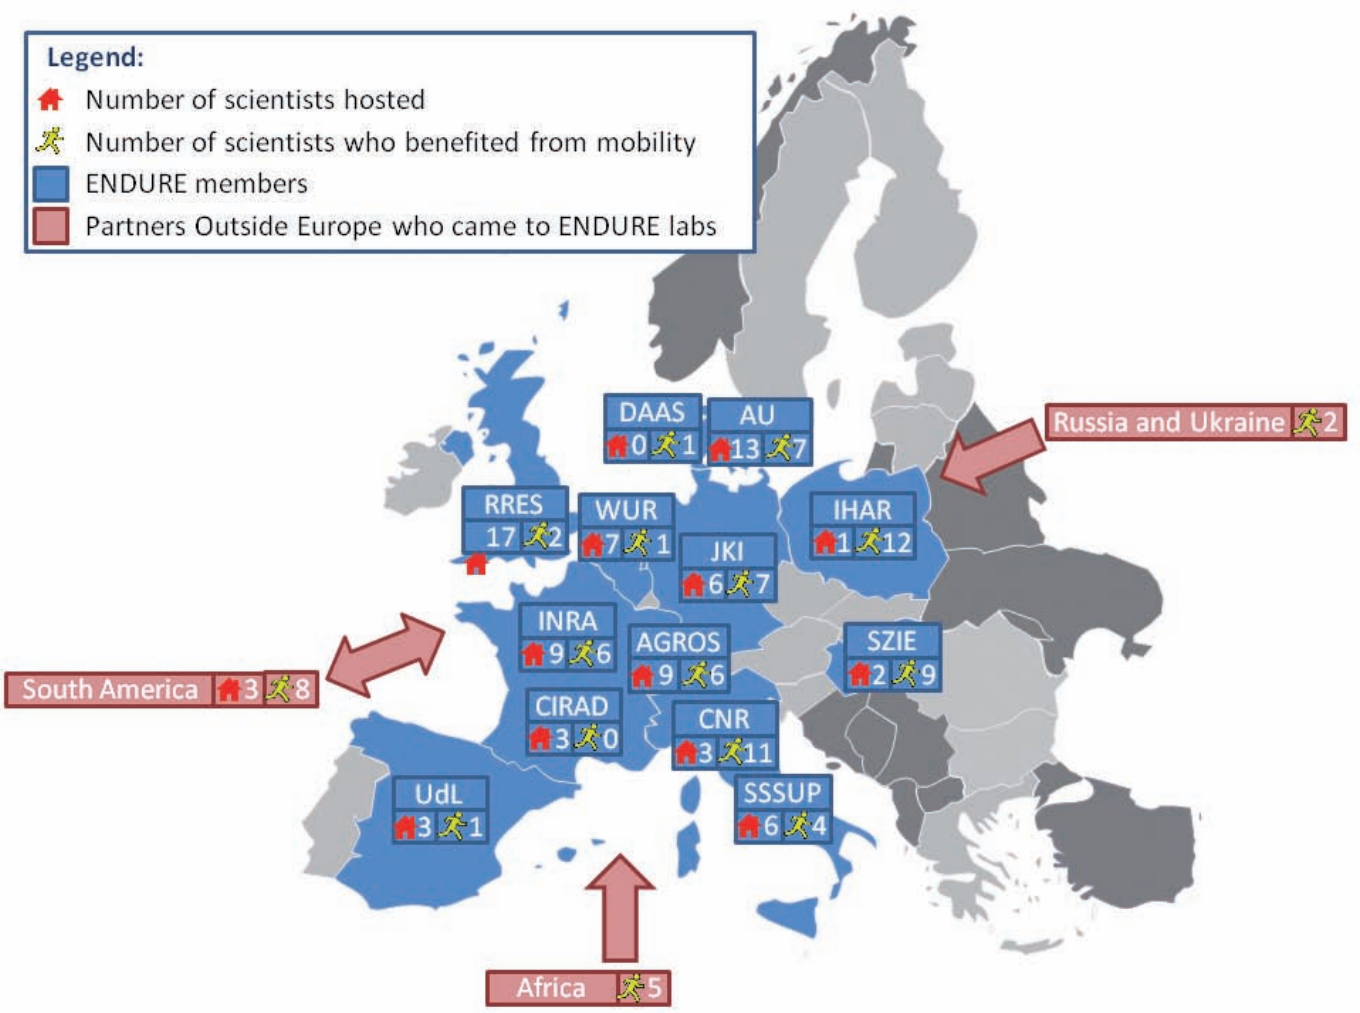 Legend:
Number of scientists hosted
Number of scientists who benefited from mobility
ENDURE members
Partners Outside Europe who came to ENDURE labs
DAAS
0 1
AU
13 7
Russia and Ukraine 2
RRES
17 2
WUR
7 1
IHAR
1 12
JKI
6 7
INRA
9 6
AGROS
9 6
SZIE
2 9
South America 3 8
CIRAD
3 0
CNR
3 11
UdL
3 1
SSSUP
6 4
Africa 5